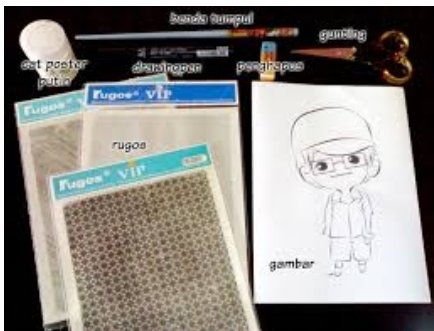 benda tumpul
gunting
cat poster
putih
drawingpen
penghapus
rugos® VIP
rugos® VIP
rugos
rugos® VIP
gambar